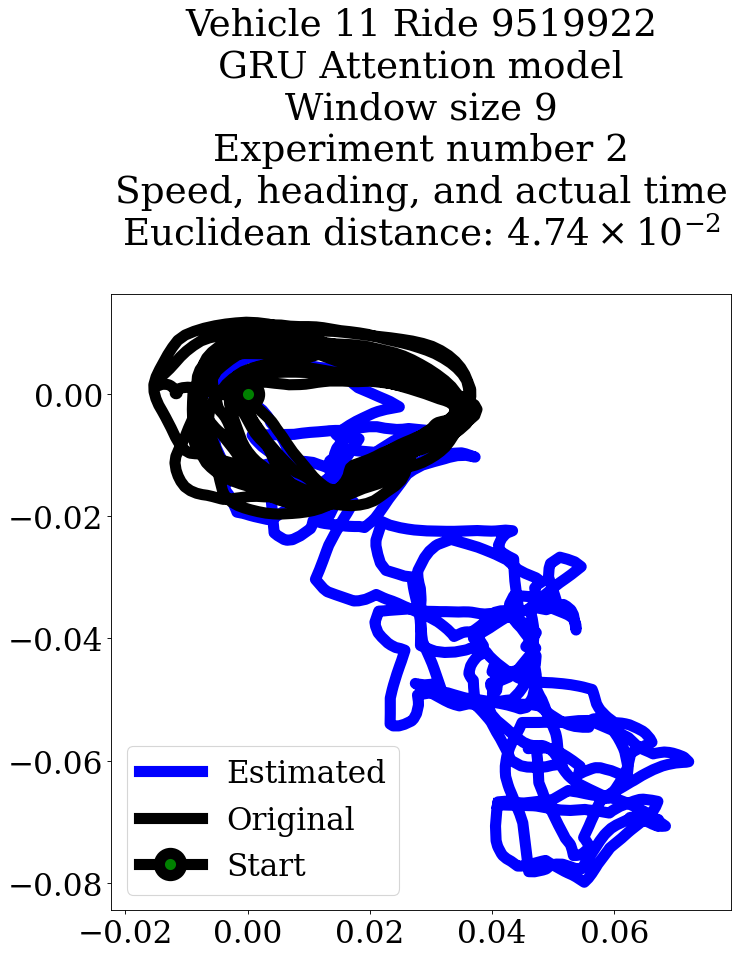 Vehicle 11 Ride 9519922
GRU Attention model
Window size 9
Experiment number 2
Speed, heading, and actual time
Euclidean distance: 4.74 × 10⁻²
0.00
−0.02
−0.04
−0.06
−0.08
Estimated
Original
Start
−0.02 0.00 0.02 0.04 0.06